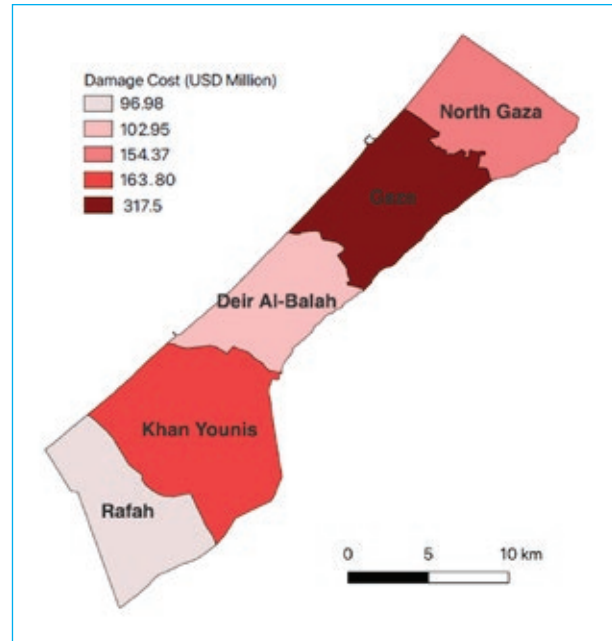 Damage Cost (USD Million)
96.98
102.95
154.37
163.80
317.5
North Gaza
Gaza
Deir Al-Balah
Khan Younis
Rafah
0 5 10 km